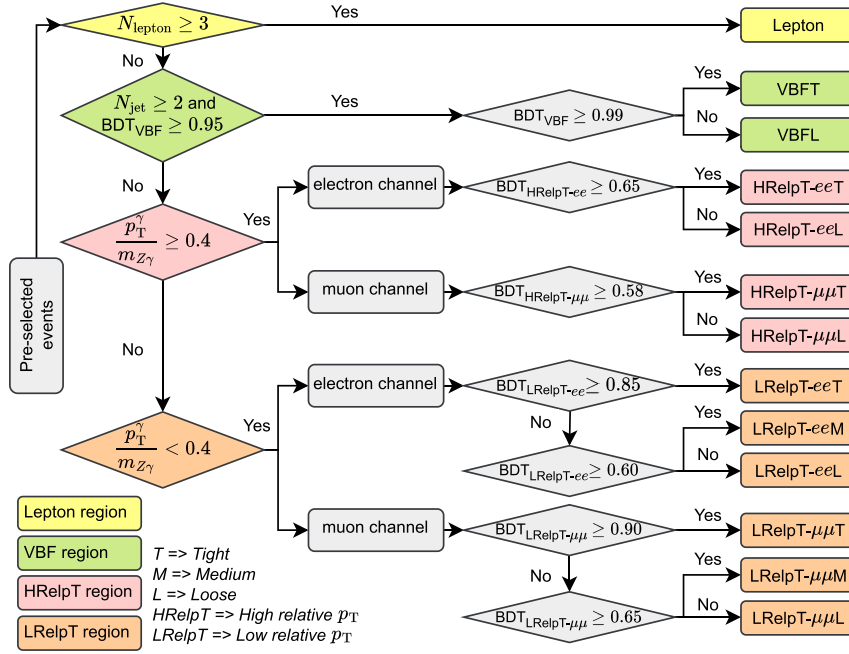 Pre-selected
events
N_lepton ≥ 3
Yes
Lepton
No
N_jet ≥ 2 and
BDT_VBF ≥ 0.95
Yes
BDT_VBF ≥ 0.99
Yes
VBFT
No
VBFL
No
p_T^γ / m_Zγ ≥ 0.4
Yes
electron channel
BDT_HRelpT-ee ≥ 0.65
Yes
HRelpT-eeT
No
HRelpT-eeL
muon channel
BDT_HRelpT-μμ ≥ 0.58
Yes
HRelpT-μμT
No
HRelpT-μμL
No
p_T^γ / m_Zγ < 0.4
Yes
electron channel
BDT_LRelpT-ee ≥ 0.85
Yes
LRelpT-eeT
No
BDT_LRelpT-ee ≥ 0.60
Yes
LRelpT-eeM
No
LRelpT-eeL
muon channel
BDT_LRelpT-μμ ≥ 0.90
Yes
LRelpT-μμT
No
BDT_LRelpT-μμ ≥ 0.65
Yes
LRelpT-μμM
No
LRelpT-μμL
Lepton region
VBF region
HRelpT region
LRelpT region
T => Tight
M => Medium
L => Loose
HRelpT => High relative p_T
LRelpT => Low relative p_T